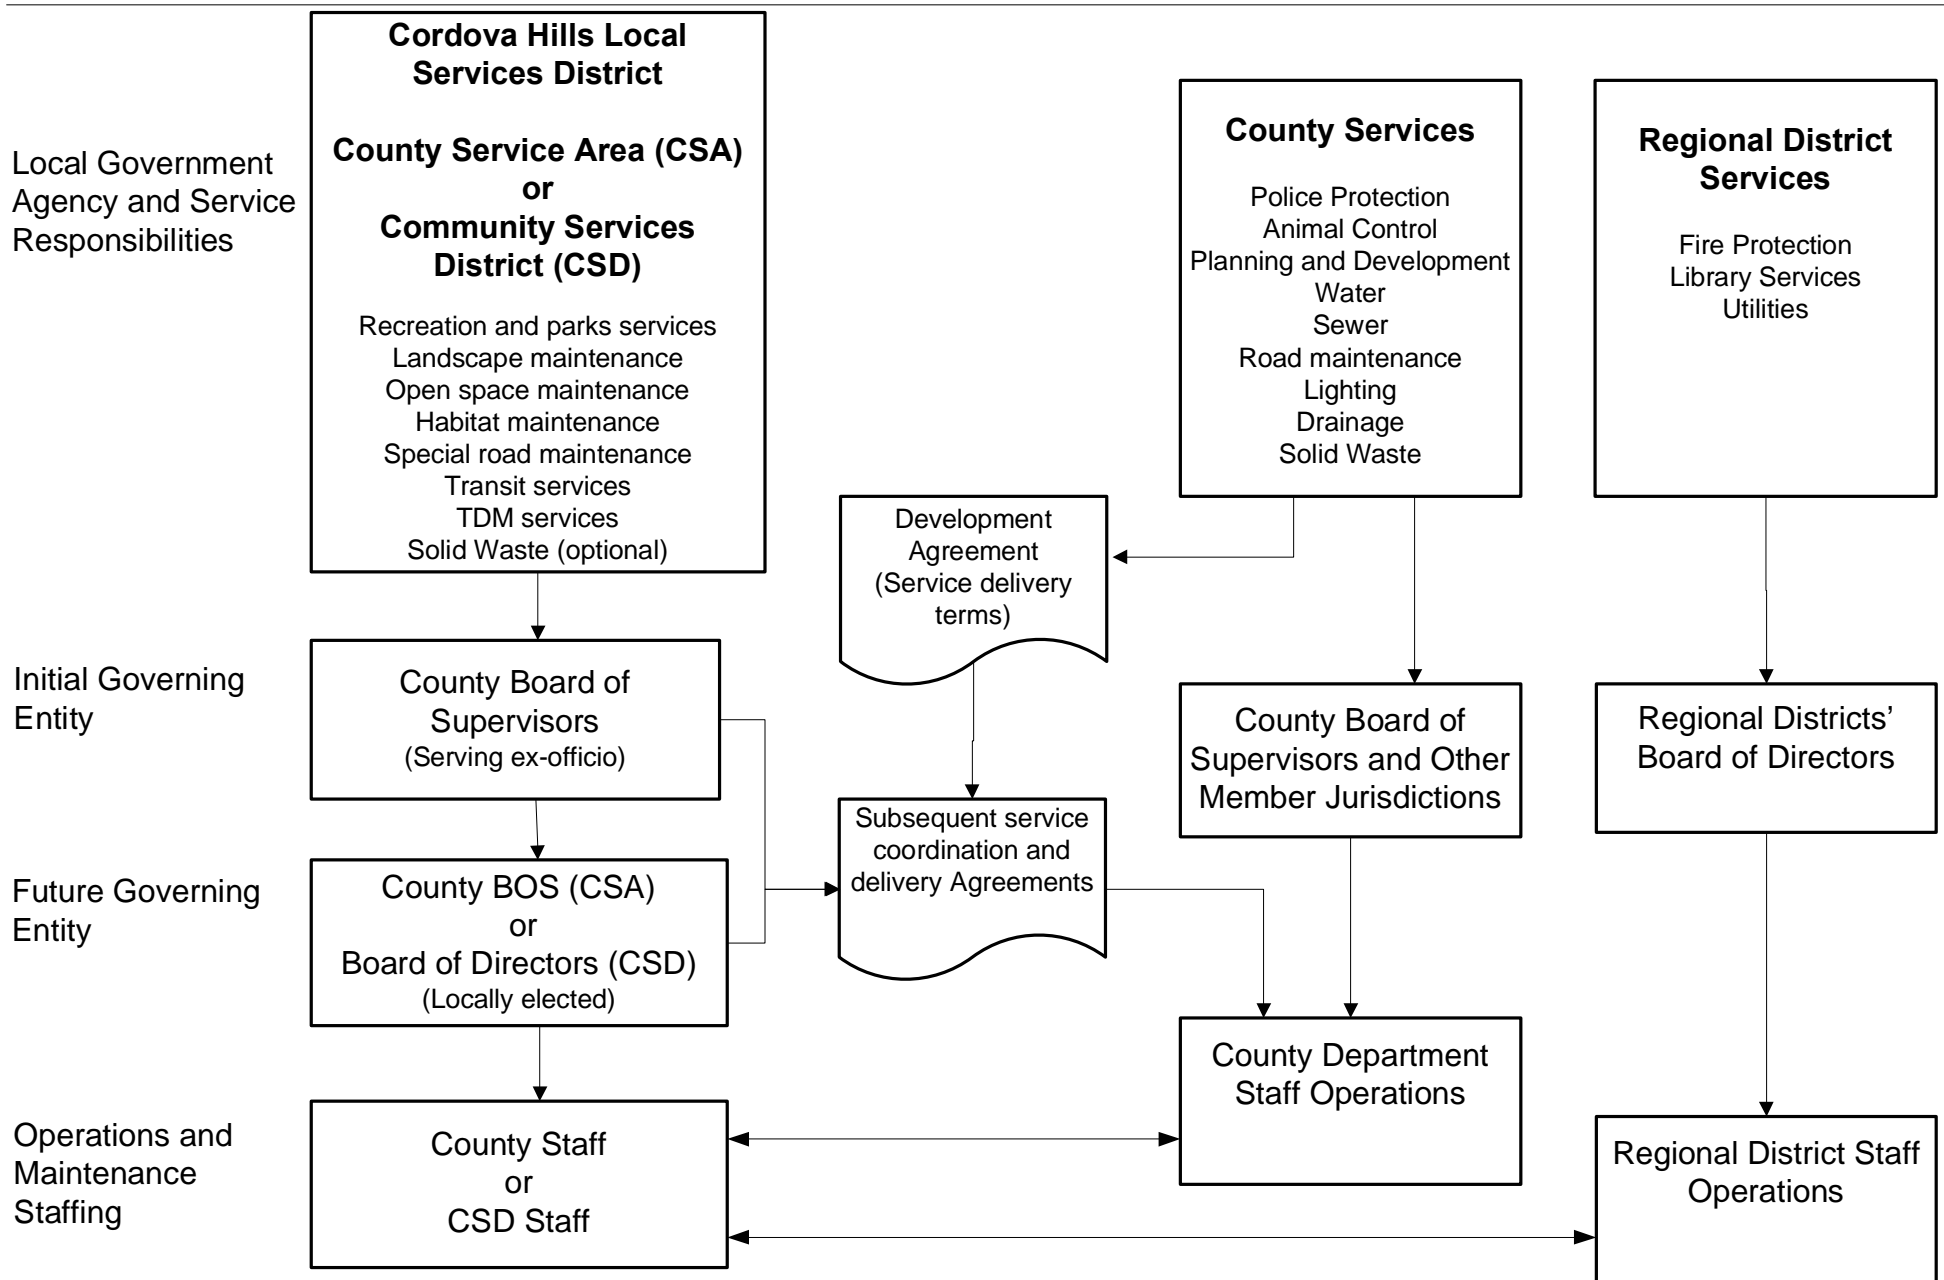 Local Government
Agency and Service
Responsibilities
Cordova Hills Local
Services District
County Service Area (CSA)
or
Community Services
District (CSD)
Recreation and parks services
Landscape maintenance
Open space maintenance
Habitat maintenance
Special road maintenance
Transit services
TDM services
Solid Waste (optional)
County Services
Police Protection
Animal Control
Planning and Development
Water
Sewer
Road maintenance
Lighting
Drainage
Solid Waste
Regional District
Services
Fire Protection
Library Services
Utilities
Development
Agreement
(Service delivery
terms)
Initial Governing
Entity
County Board of
Supervisors
(Serving ex-officio)
County Board of
Supervisors and Other
Member Jurisdictions
Regional Districts’
Board of Directors
Subsequent service
coordination and
delivery Agreements
Future Governing
Entity
County BOS (CSA)
or
Board of Directors (CSD)
(Locally elected)
County Department
Staff Operations
Operations and
Maintenance
Staffing
County Staff
or
CSD Staff
Regional District Staff
Operations